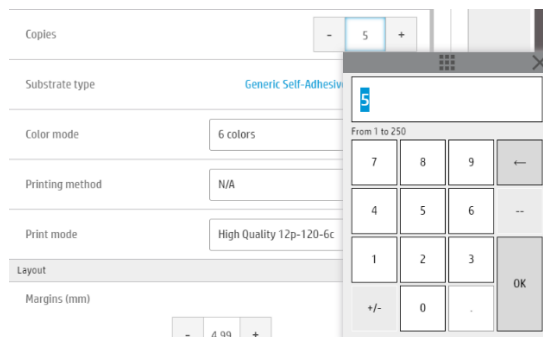 Copies
- 5 +
Substrate type
Generic Self-Adhesiv
Color mode
6 colors
Printing method
N/A
Print mode
High Quality 12p-120-6c
Layout
Margins (mm)
- 4.99 +
5
From 1 to 250
7 8 9 ←
4 5 6 --
1 2 3
OK
+/- 0 .